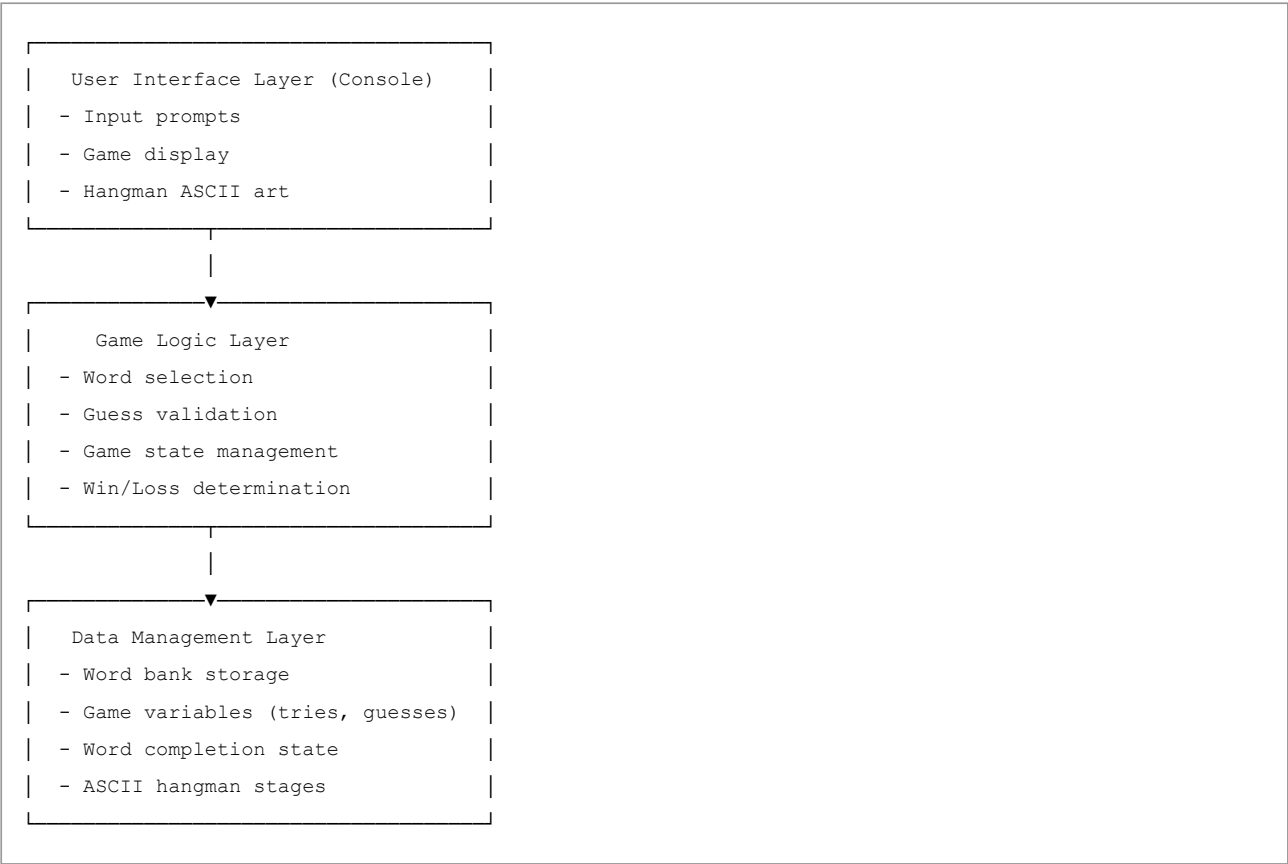 User Interface Layer (Console)
- Input prompts
- Game display
- Hangman ASCII art
Game Logic Layer
- Word selection
- Guess validation
- Game state management
- Win/Loss determination
Data Management Layer
- Word bank storage
- Game variables (tries, guesses)
- Word completion state
- ASCII hangman stages